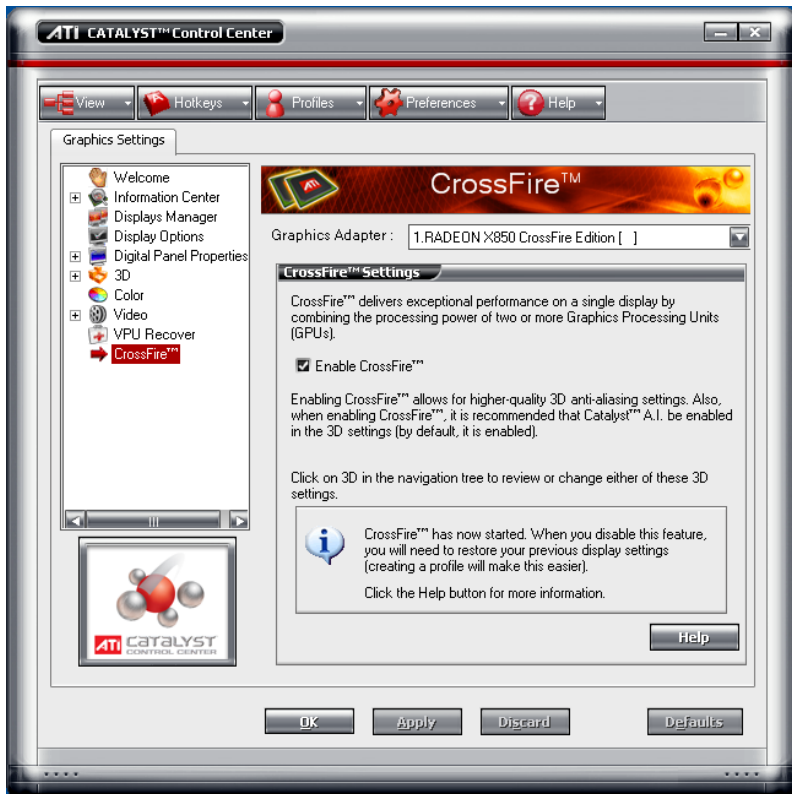 ATI CATALYST™ Control Center
View
Hotkeys
Profiles
Preferences
Help
Graphics Settings
Welcome
Information Center
Displays Manager
Display Options
Digital Panel Properties
3D
Color
Video
VPU Recover
CrossFire™
CrossFire™
Graphics Adapter :
1.RADEON X850 CrossFire Edition [ ]
CrossFire™ Settings
CrossFire™ delivers exceptional performance on a single display by
combining the processing power of two or more Graphics Processing Units
(GPUs).
Enable CrossFire™
Enabling CrossFire™ allows for higher-quality 3D anti-aliasing settings. Also,
when enabling CrossFire™, it is recommended that Catalyst™ A.I. be enabled
in the 3D settings (by default, it is enabled).
Click on 3D in the navigation tree to review or change either of these 3D
settings.
CrossFire™ has now started. When you disable this feature,
you will need to restore your previous display settings
(creating a profile will make this easier).
Click the Help button for more information.
Help
ATI CATALYST
CONTROL CENTER
OK
Apply
Discard
Defaults